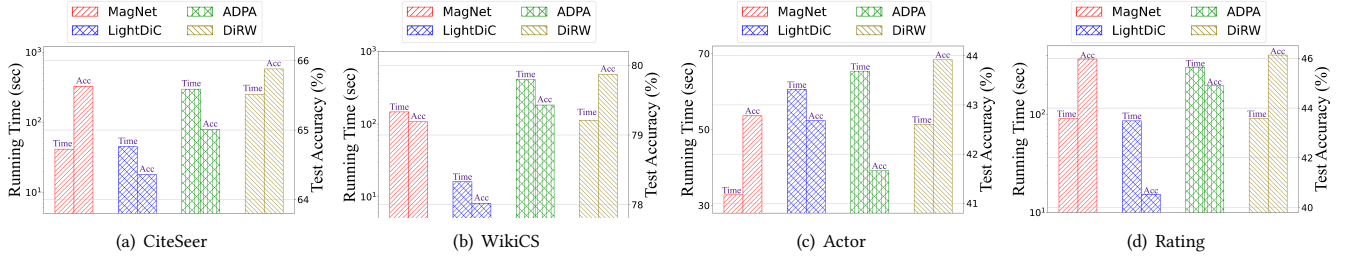 MagNet ADPA
LightDiC DiRW
Running Time (sec)
10³
10²
10¹
Time Acc
Time Acc
Time Acc
Time Acc
66
65
64
Test Accuracy (%)
(a) CiteSeer
MagNet ADPA
LightDiC DiRW
Running Time (sec)
10³
10²
10¹
Time Acc
Time Acc
Time Acc
Time Acc
80
79
78
Test Accuracy (%)
(b) WikiCS
MagNet ADPA
LightDiC DiRW
Running Time (sec)
70
50
30
Time Acc
Time Acc
Time Acc
Time Acc
44
43
42
41
Test Accuracy (%)
(c) Actor
MagNet ADPA
LightDiC DiRW
Running Time (sec)
10²
10¹
Time Acc
Time Acc
Time Acc
Time Acc
46
44
42
40
Test Accuracy (%)
(d) Rating